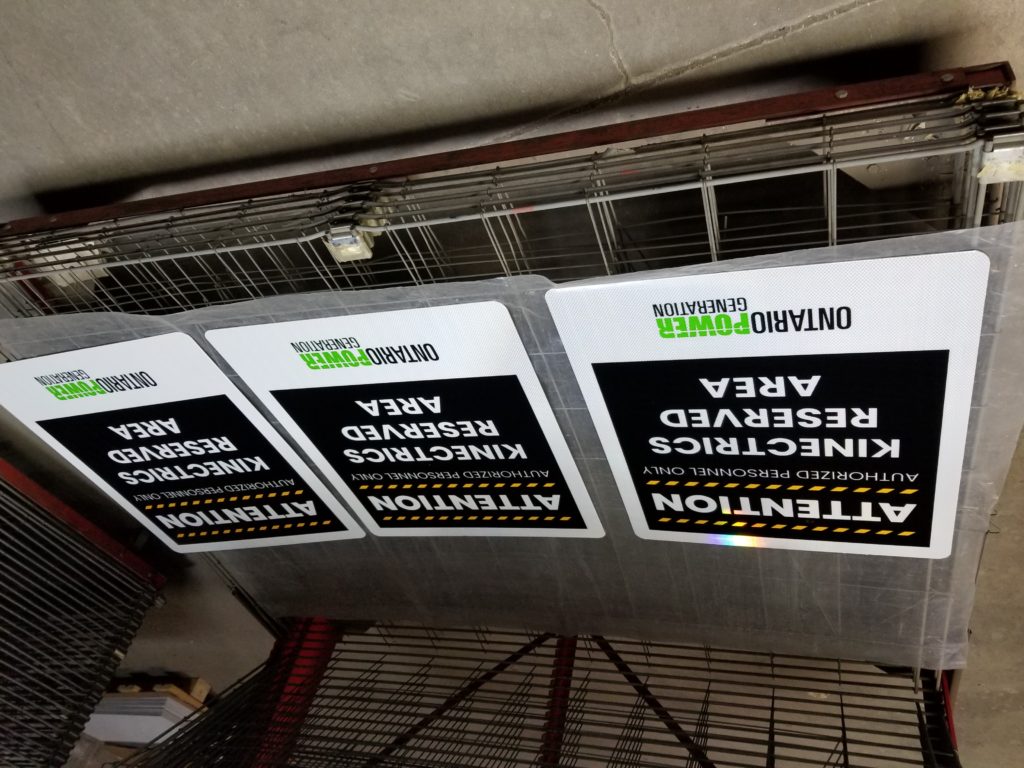 ATTENTION
AUTHORIZED PERSONNEL ONLY
KINECTRICS
RESERVED
AREA
ONTARIOPOWER
GENERATION
ATTENTION
AUTHORIZED PERSONNEL ONLY
KINECTRICS
RESERVED
AREA
ONTARIOPOWER
GENERATION
ATTENTION
AUTHORIZED PERSONNEL ONLY
KINECTRICS
RESERVED
AREA
ONTARIOPOWER
GENERATION